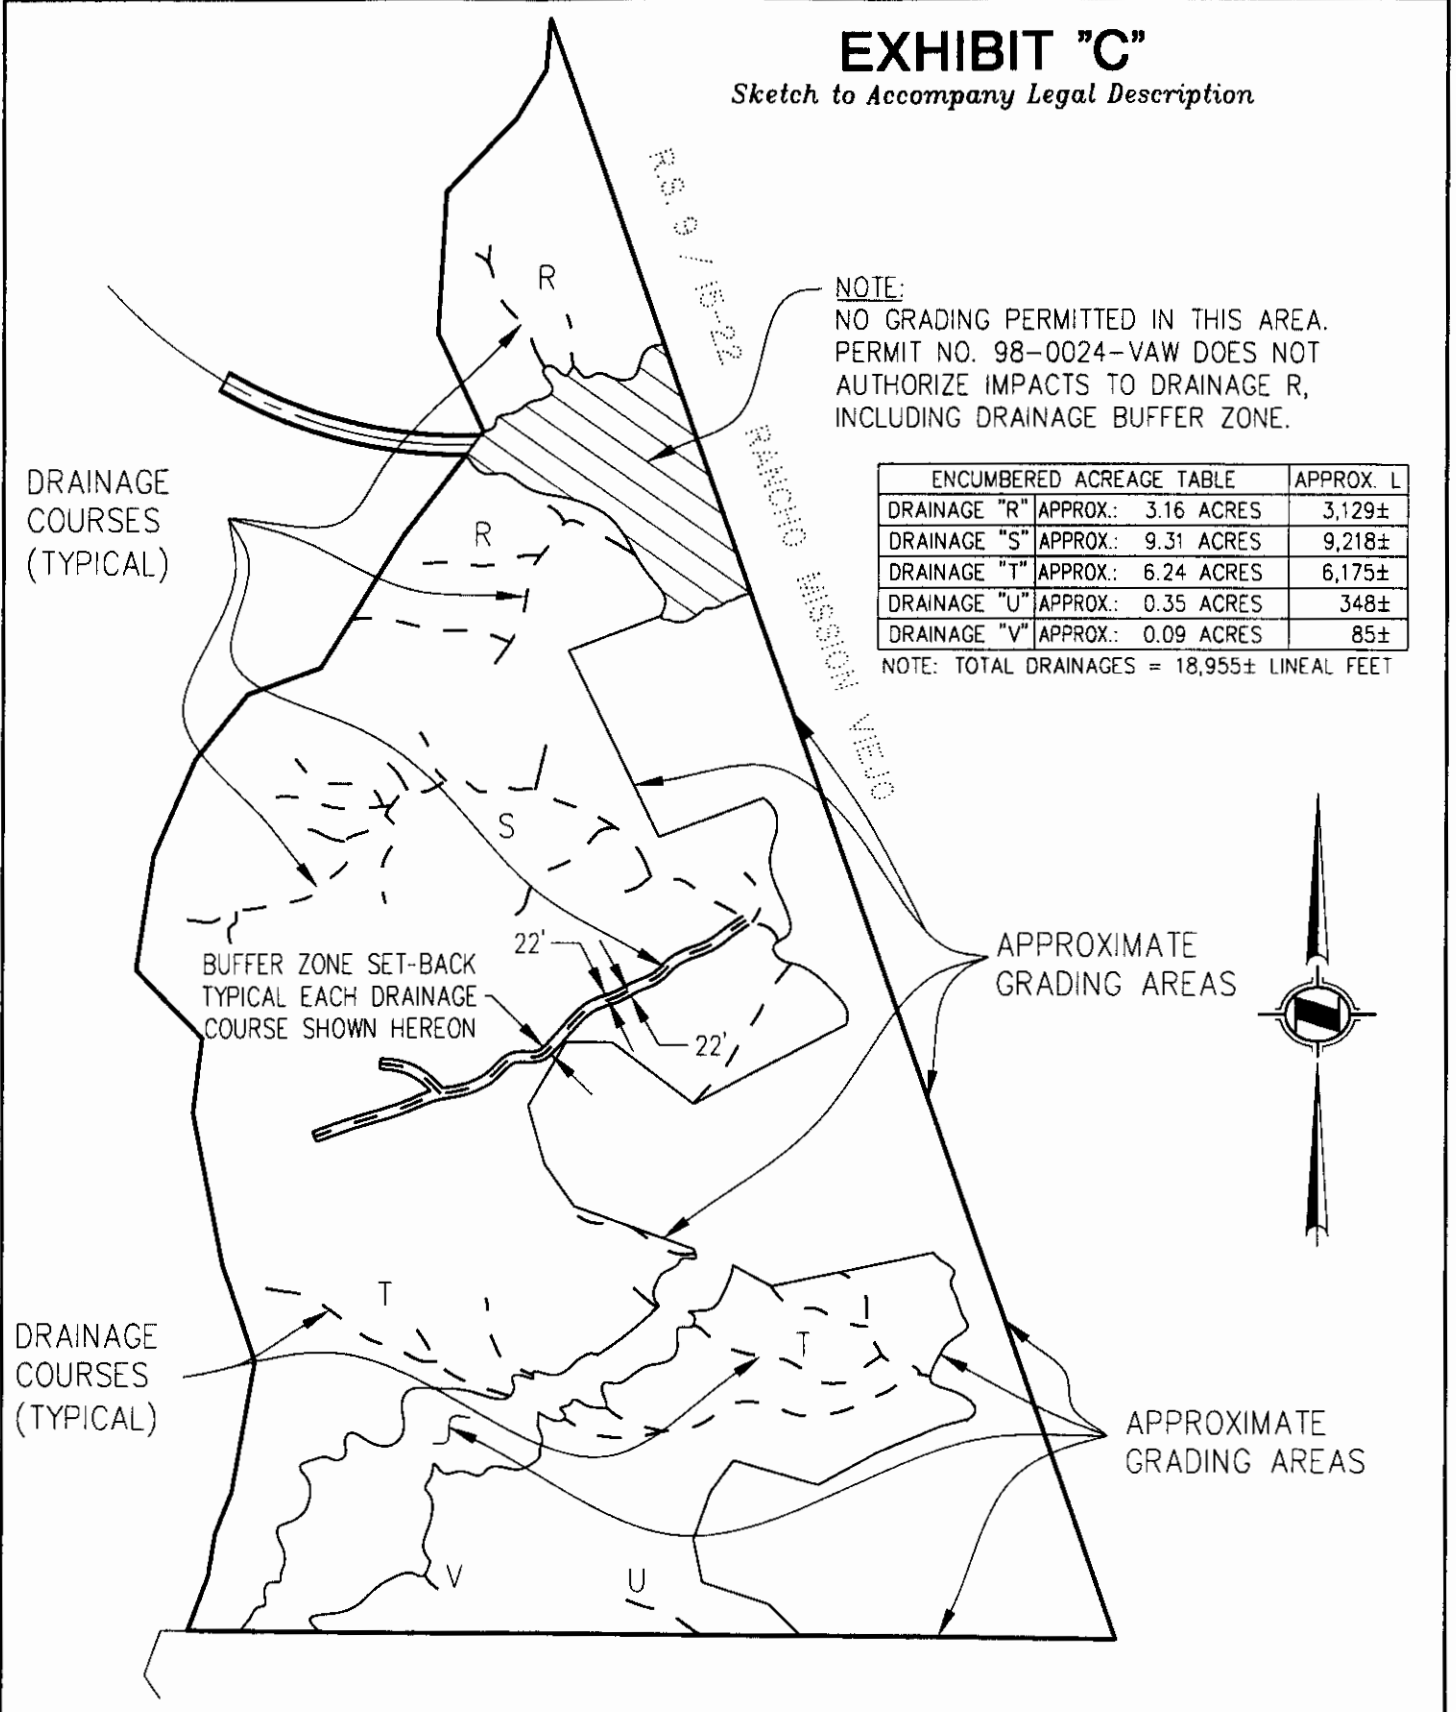 EXHIBIT "C"
Sketch to Accompany Legal Description
R.S. 9 / 15-22
RANCHO MISSION VIEJO
R
NOTE:
NO GRADING PERMITTED IN THIS AREA.
PERMIT NO. 98-0024-VAW DOES NOT
AUTHORIZE IMPACTS TO DRAINAGE R,
INCLUDING DRAINAGE BUFFER ZONE.
DRAINAGE
COURSES
(TYPICAL)
R
ENCUMBERED ACREAGE TABLE APPROX. L
DRAINAGE "R" APPROX.: 3.16 ACRES 3,129±
DRAINAGE "S" APPROX.: 9.31 ACRES 9,218±
DRAINAGE "T" APPROX.: 6.24 ACRES 6,175±
DRAINAGE "U" APPROX.: 0.35 ACRES 348±
DRAINAGE "V" APPROX.: 0.09 ACRES 85±
NOTE: TOTAL DRAINAGES = 18,955± LINEAL FEET
S
22'
BUFFER ZONE SET-BACK
TYPICAL EACH DRAINAGE
COURSE SHOWN HEREON
22'
APPROXIMATE
GRADING AREAS
T
T
DRAINAGE
COURSES
(TYPICAL)
APPROXIMATE
GRADING AREAS
V
U